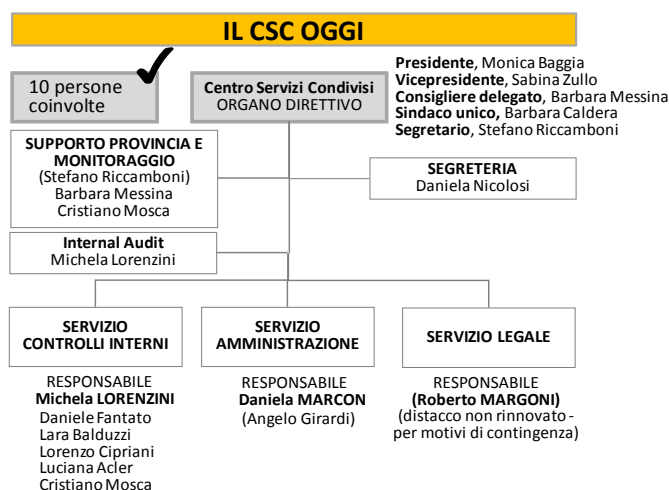 IL CSC OGGI
10 persone
coinvolte
Centro Servizi Condivisi
ORGANO DIRETTIVO
Presidente, Monica Baggia
Vicepresidente, Sabina Zullo
Consigliere delegato, Barbara Messina
Sindaco unico, Barbara Caldera
Segretario, Stefano Riccamboni
SUPPORTO PROVINCIA E
MONITORAGGIO
(Stefano Riccamboni)
Barbara Messina
Cristiano Mosca
SEGRETERIA
Daniela Nicolosi
Internal Audit
Michela Lorenzini
SERVIZIO
CONTROLLI INTERNI
SERVIZIO
AMMINISTRAZIONE
SERVIZIO LEGALE
RESPONSABILE
Michela LORENZINI
Daniele Fantato
Lara Balduzzi
Lorenzo Cipriani
Luciana Acler
Cristiano Mosca
RESPONSABILE
Daniela MARCON
(Angelo Girardi)
RESPONSABILE
(Roberto MARGONI)
(distacco non rinnovato -
per motivi di contingenza)